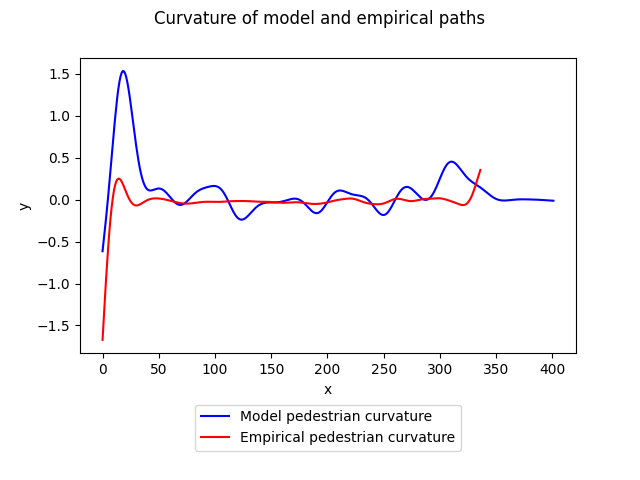 Curvature of model and empirical paths
1.5
1.0
0.5
0.0
−0.5
−1.0
−1.5
y
0 50 100 150 200 250 300 350 400
x
Model pedestrian curvature
Empirical pedestrian curvature